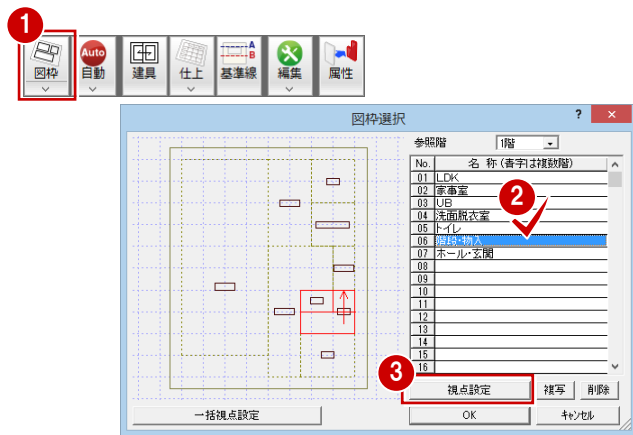 1
Auto
A
B
図枠 自動 建具 仕上 基準線 編集 属性
図枠選択
? ×
参照階 1階
No. 名 称(青字は複数階)
01 LDK
02 家事室
03 UB
04 洗面脱衣室
05 トイレ
06 階段・物入
07 ホール・玄関
08
09
10
11
12
13
14
15
16
2
3
視点設定 複写 削除
一括視点設定 OK キャンセル